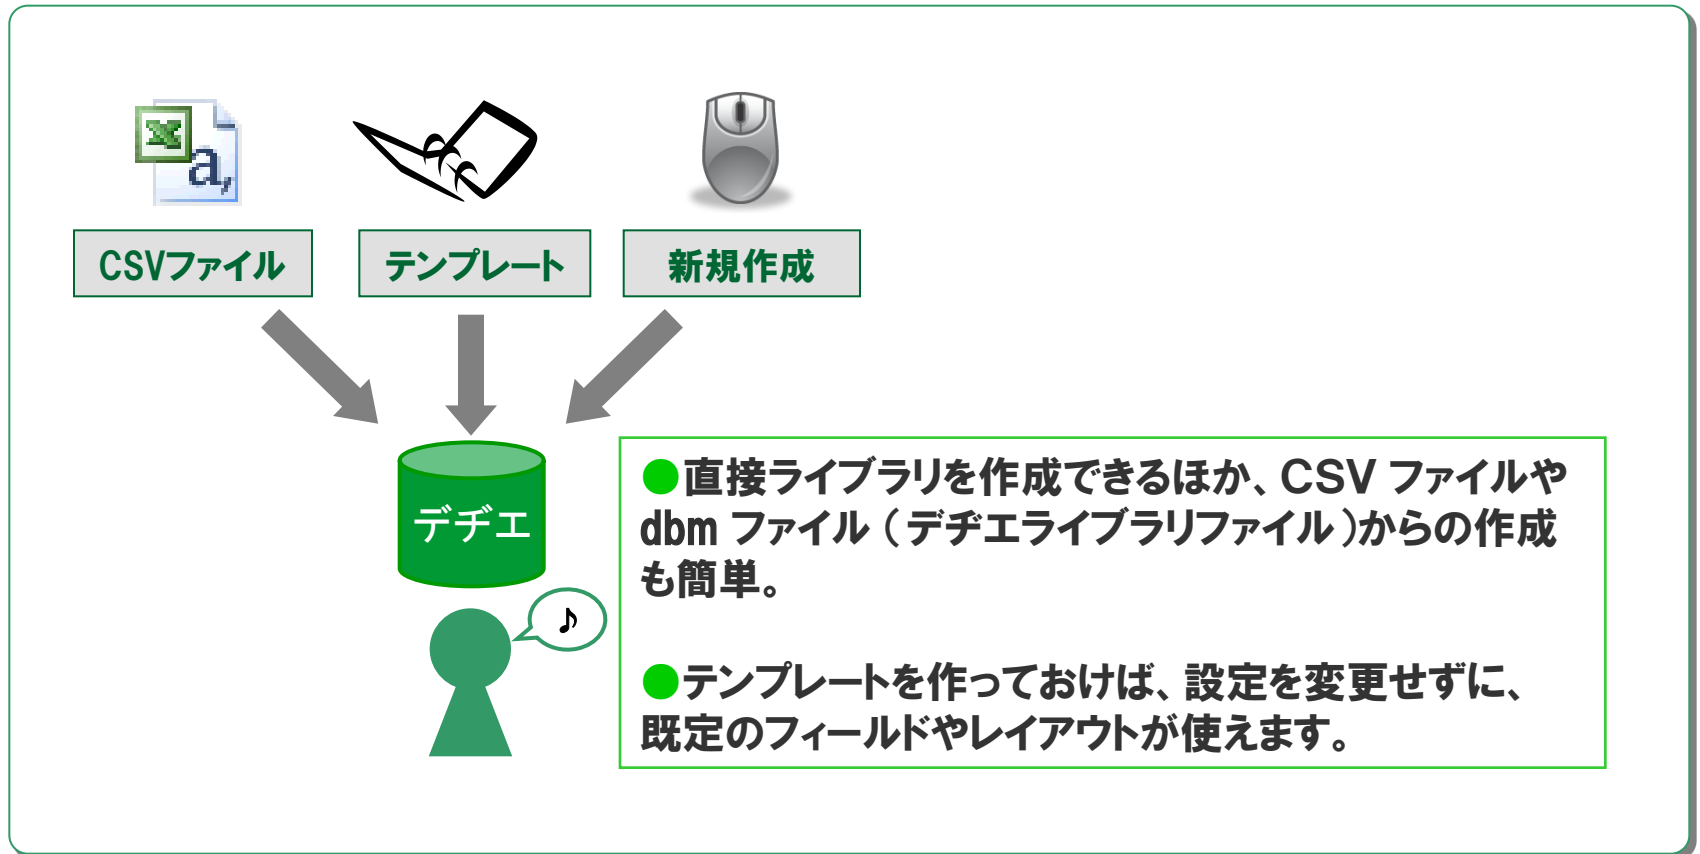 a,
CSVファイル
テンプレート
新規作成
デヂエ
♪
●直接ライブラリを作成できるほか、CSV ファイルや
dbm ファイル（デヂエライブラリファイル）からの作成
も簡単。
●テンプレートを作っておけば、設定を変更せずに、
既定のフィールドやレイアウトが使えます。